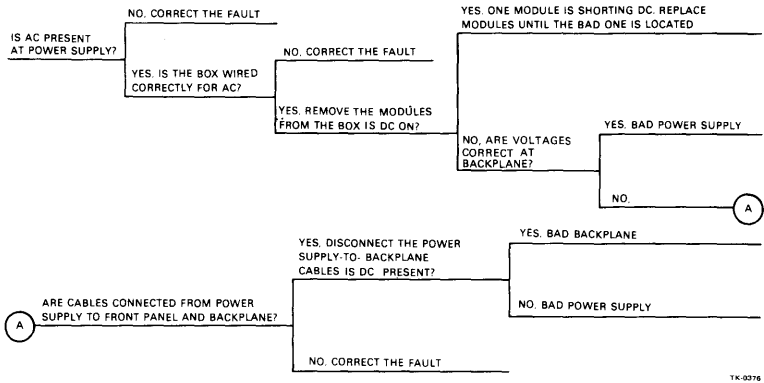 NO. CORRECT THE FAULT
IS AC PRESENT
AT POWER SUPPLY?
YES. IS THE BOX WIRED
CORRECTLY FOR AC?
NO. CORRECT THE FAULT
YES. REMOVE THE MODULES
FROM THE BOX IS DC ON?
YES. ONE MODULE IS SHORTING DC. REPLACE
MODULES UNTIL THE BAD ONE IS LOCATED
NO, ARE VOLTAGES
CORRECT AT
BACKPLANE?
YES. BAD POWER SUPPLY
NO.
A
A
ARE CABLES CONNECTED FROM POWER
SUPPLY TO FRONT PANEL AND BACKPLANE?
YES, DISCONNECT THE POWER
SUPPLY-TO- BACKPLANE
CABLES IS DC PRESENT?
YES. BAD BACKPLANE
NO. BAD POWER SUPPLY
NO. CORRECT THE FAULT
TK-0376